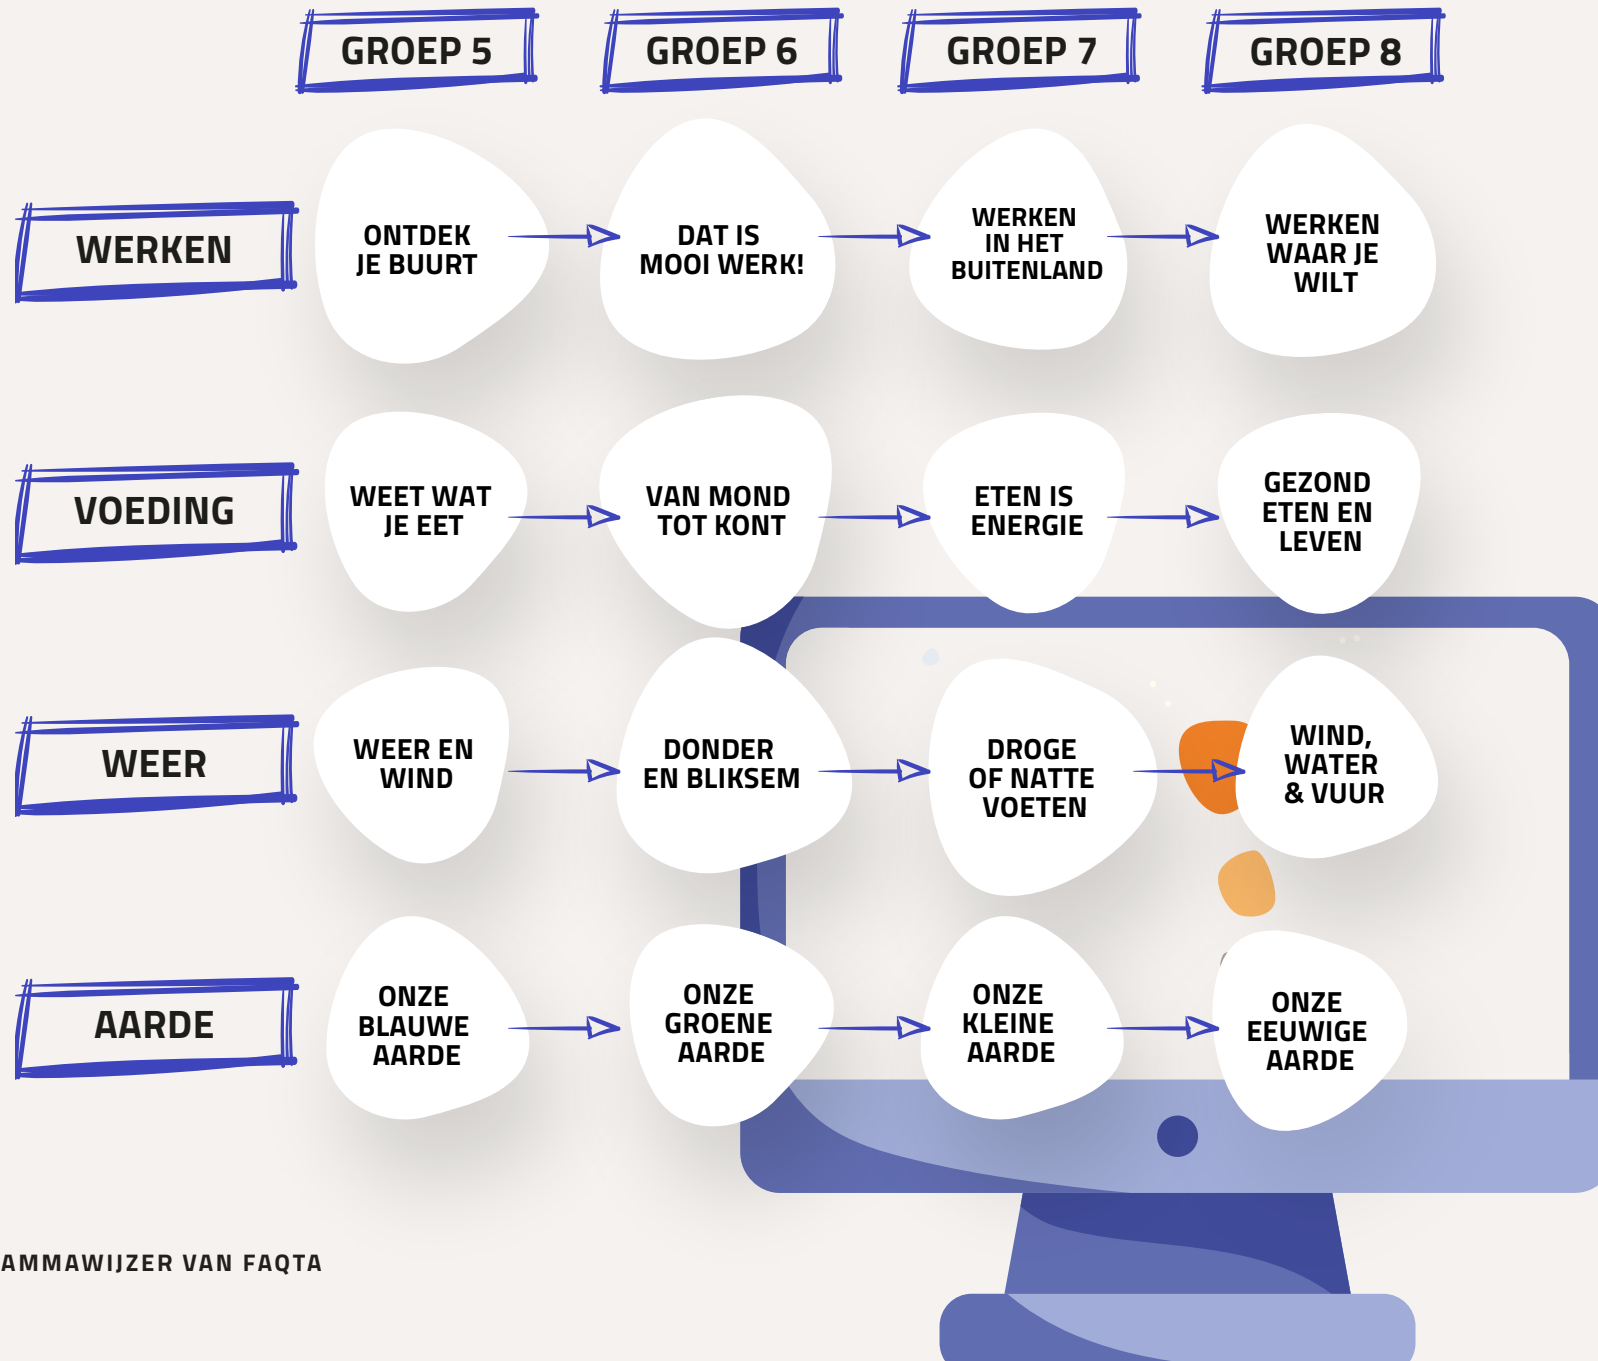 GROEP 5
GROEP 6
GROEP 7
GROEP 8
WERKEN
ONTDEK
JE BUURT
DAT IS
MOOI WERK!
WERKEN
IN HET
BUITENLAND
WERKEN
WAAR JE
WILT
VOEDING
WEET WAT
JE EET
VAN MOND
TOT KONT
ETEN IS
ENERGIE
GEZOND
ETEN EN
LEVEN
WEER
WEER EN
WIND
DONDER
EN BLIKSEM
DROGE
OF NATTE
VOETEN
WIND,
WATER
& VUUR
AARDE
ONZE
BLAUWE
AARDE
ONZE
GROENE
AARDE
ONZE
KLEINE
AARDE
ONZE
EEUWIGE
AARDE
AMMAWIJZER VAN FAQTA